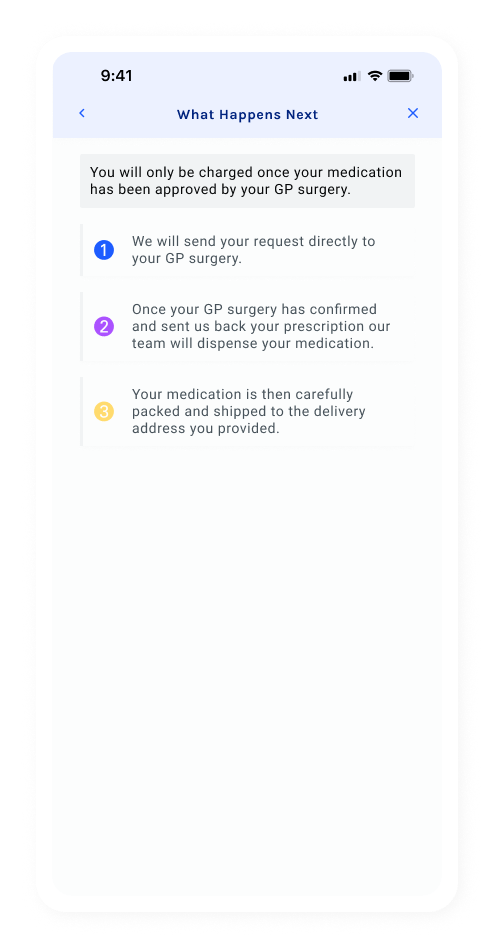 9:41
What Happens Next
You will only be charged once your medication
has been approved by your GP surgery.
1
We will send your request directly to
your GP surgery.
2
Once your GP surgery has confirmed
and sent us back your prescription our
team will dispense your medication.
3
Your medication is then carefully
packed and shipped to the delivery
address you provided.